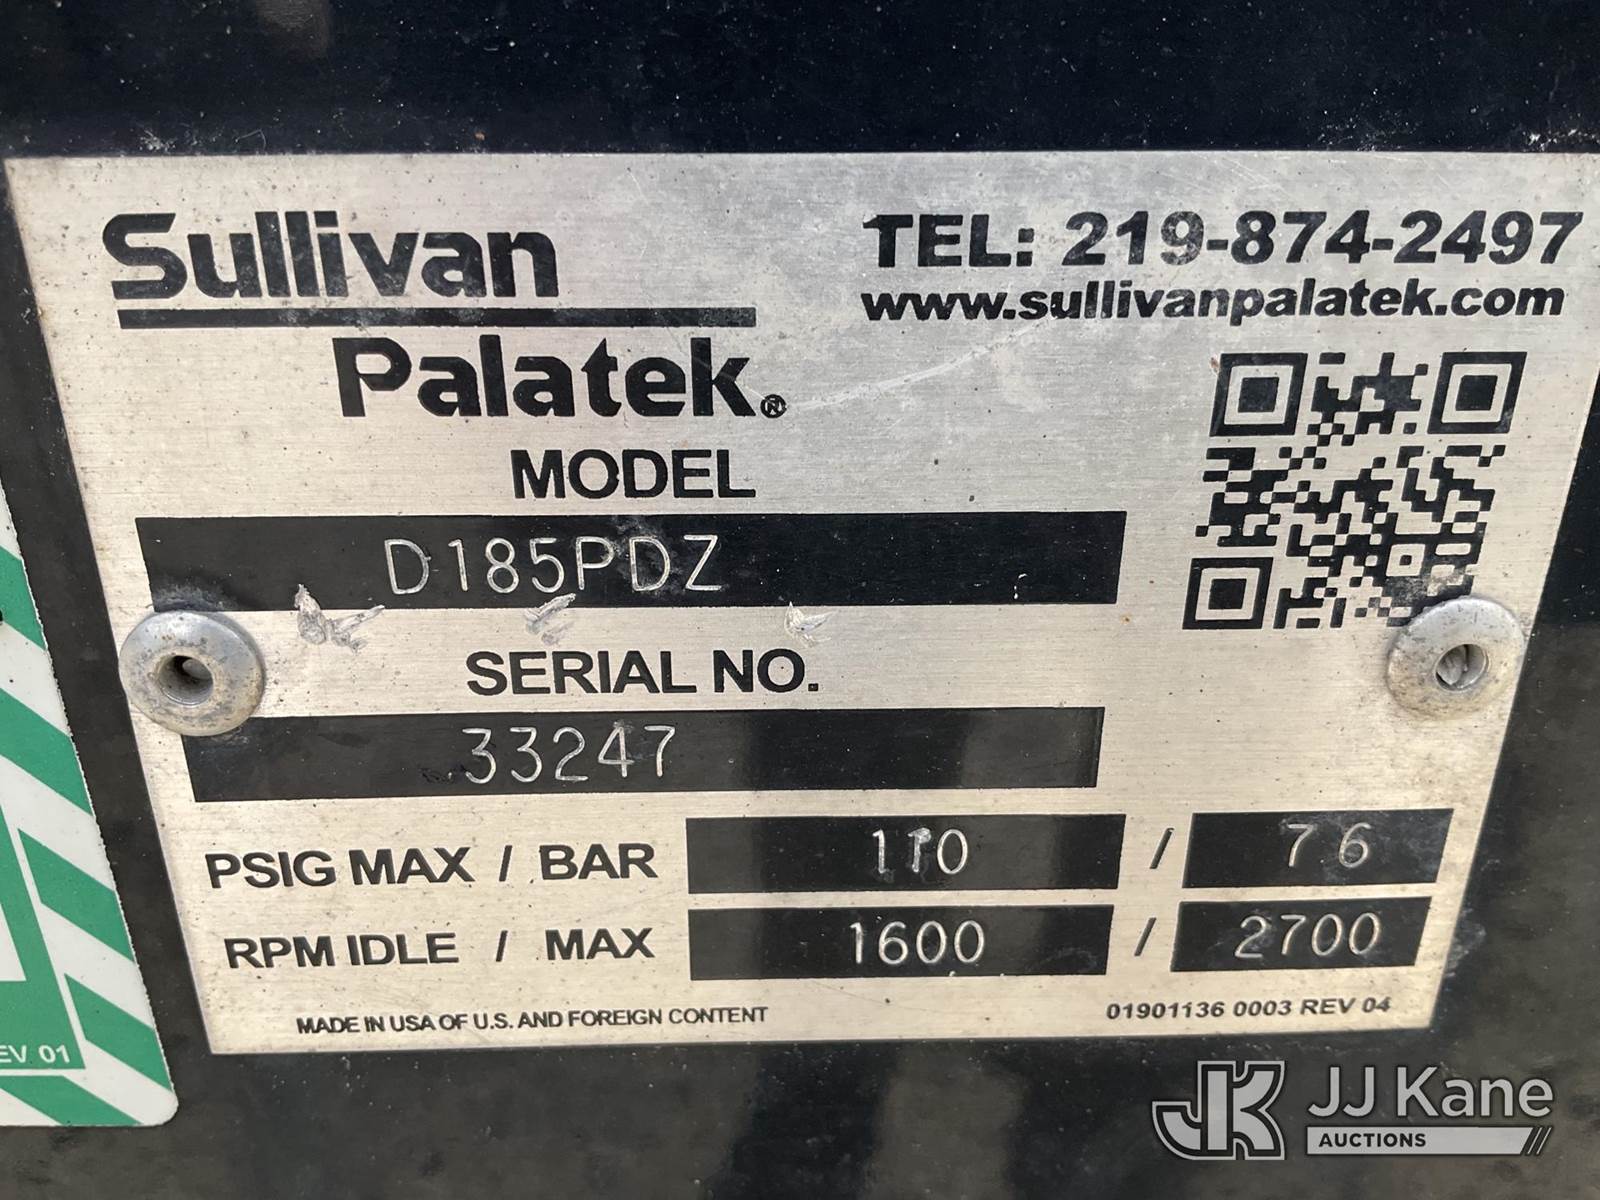 Sullivan
Palatek®
TEL: 219-874-2497
www.sullivanpalatek.com
MODEL
D185PDZ
SERIAL NO.
33247
PSIG MAX / BAR 110 / 7 6
RPM IDLE / MAX 1600 / 2700
MADE IN USA OF U.S. AND FOREIGN CONTENT
01901136 0003 REV 04
EV 01
JK JJ Kane
AUCTIONS